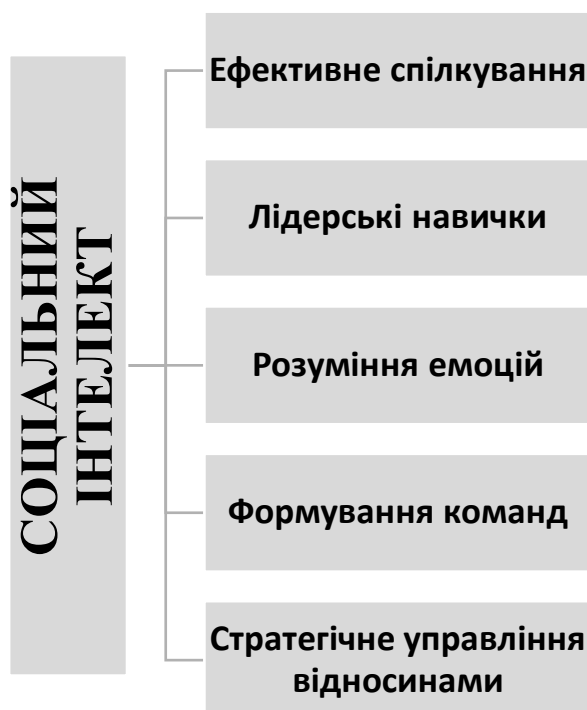 СОЦІАЛЬНИЙ
ІНТЕЛЕКТ
Ефективне спілкування
Лідерські навички
Розуміння емоцій
Формування команд
Стратегічне управління
відносинами